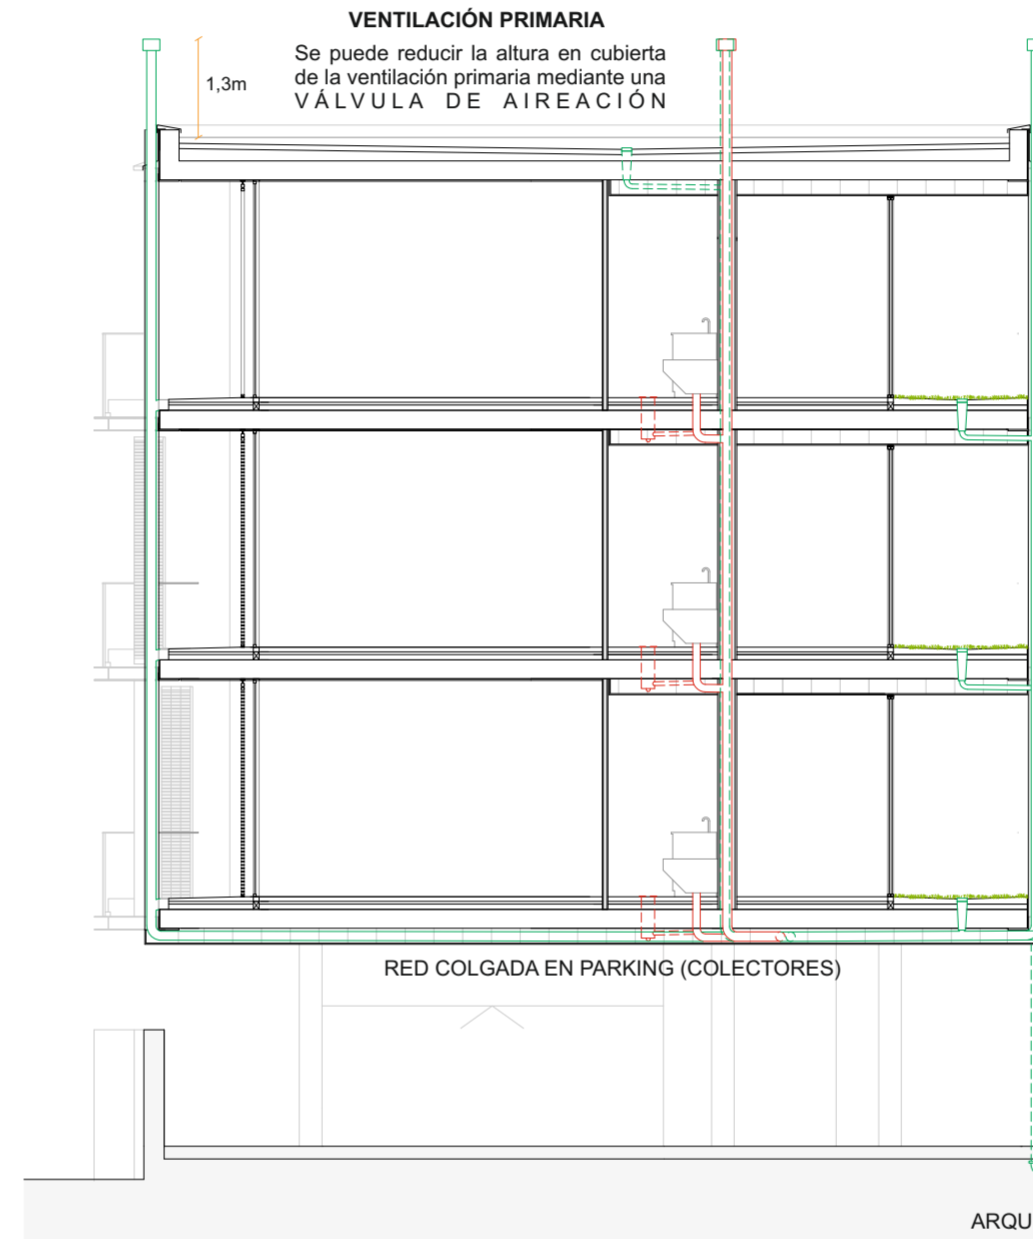 VENTILACIÓN PRIMARIA
Se puede reducir la altura en cubierta
de la ventilación primaria mediante una
VÁLVULA DE AIREACIÓN
1,3m
RED COLGADA EN PARKING (COLECTORES)
ARQU